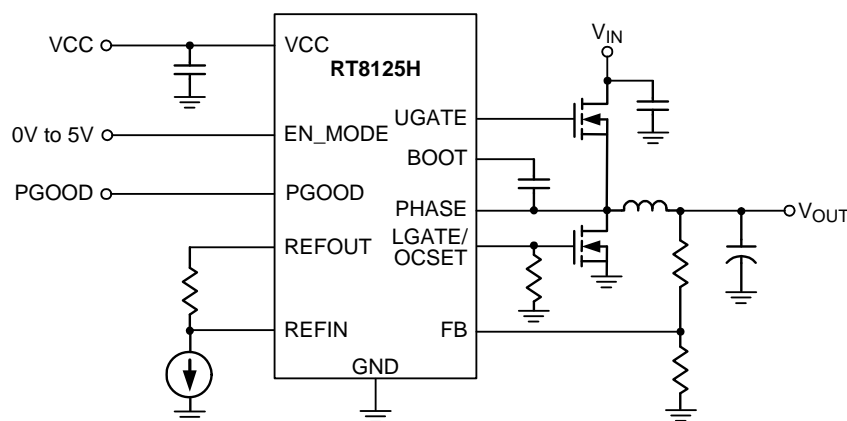 VCC
VCC
RT8125H
V_IN
0V to 5V
EN_MODE
UGATE
BOOT
PGOOD
PGOOD
PHASE
V_OUT
REFOUT
LGATE/
OCSET
REFIN
FB
GND